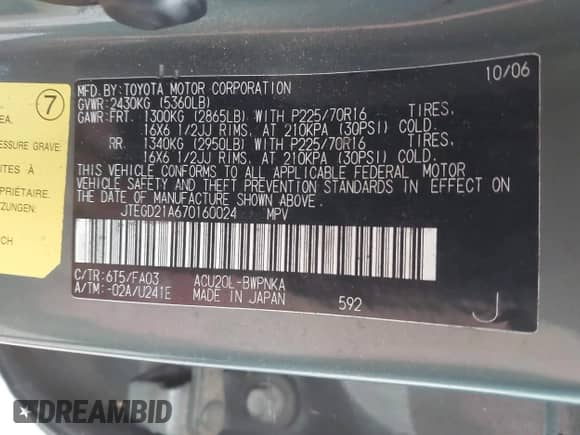 7
EA.
ESSURE GRAVE:
ITES À
PRIÉTAIRE.
TZUNGEN:
CH
MFD.BY:TOYOTA MOTOR CORPORATION 10/06
GVWR:2430KG (5360LB)
GAWR:FRT. 1300KG (2865LB) WITH P225/70R16 TIRES,
16X6 1/2JJ RIMS, AT 210KPA (30PSI) COLD.
RR. 1340KG (2950LB) WITH P225/70R16 TIRES,
16X6 1/2JJ RIMS, AT 210KPA (30PSI) COLD.
THIS VEHICLE CONFORMS TO ALL APPLICABLE FEDERAL MOTOR
VEHICLE SAFETY AND THEFT PREVENTION STANDARDS IN EFFECT ON
THE DATE OF MANUFACTURE SHOWN ABOVE.
JTEGD21A670160024 MPV
C/TR:6T5/FA03 ACU20L-BWPNKA
A/TM:-02A/U241E MADE IN JAPAN 592 J
DREAMBID